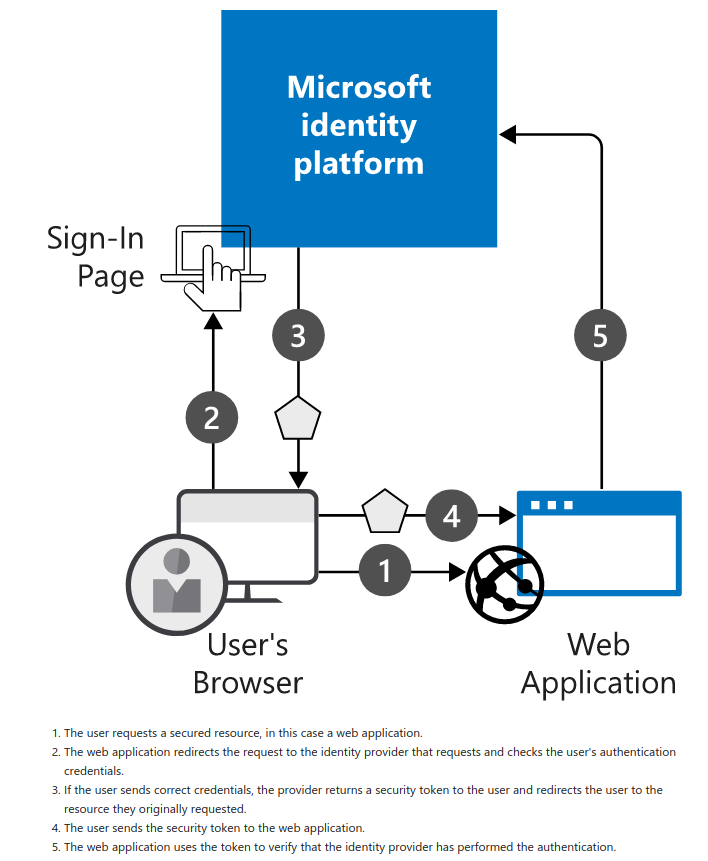 Microsoft
identity
platform
Sign-In
Page
3
5
2
4
1
User's
Browser
Web
Application
1. The user requests a secured resource, in this case a web application.
2. The web application redirects the request to the identity provider that requests and checks the user's authentication
credentials.
3. If the user sends correct credentials, the provider returns a security token to the user and redirects the user to the
resource they originally requested.
4. The user sends the security token to the web application.
5. The web application uses the token to verify that the identity provider has performed the authentication.